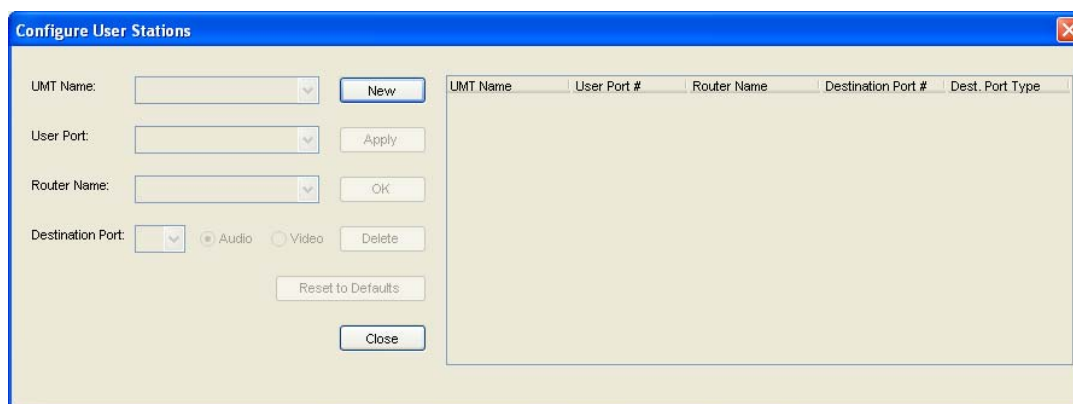 Configure User Stations
UMT Name:
New
User Port:
Apply
Router Name:
OK
Destination Port:
Audio
Video
Delete
Reset to Defaults
Close
UMT Name User Port # Router Name Destination Port # Dest. Port Type